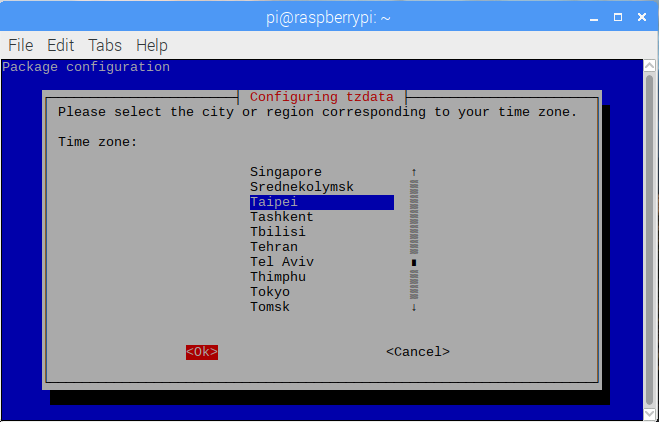 pi@raspberrypi: ~
File Edit Tabs Help
Package configuration
Configuring tzdata
Please select the city or region corresponding to your time zone.
Time zone:
Singapore
Srednekolymsk
Taipei
Tashkent
Tbilisi
Tehran
Tel Aviv
Thimphu
Tokyo
Tomsk
<Ok> <Cancel>